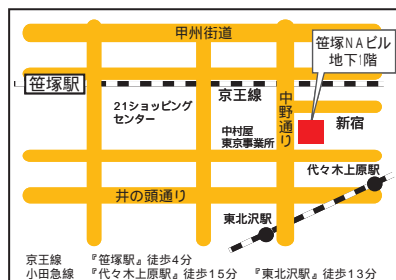 甲州街道
笹塚NAビル
地下1階
笹塚駅
京王線
21ショッピング
センター
中野通り
新宿
中村屋
東京事業所
代々木上原駅
井の頭通り
東北沢駅
京王線 『笹塚駅』徒歩4分
小田急線 『代々木上原駅』徒歩15分 『東北沢駅』徒歩13分